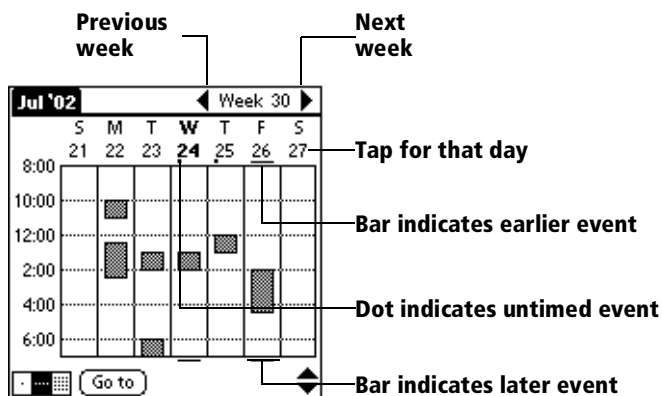 Previous
week
Next
week
Jul '02
Week 30
S M T W T F S
21 22 23 24 25 26 27
Tap for that day
8:00
10:00
Bar indicates earlier event
12:00
2:00
4:00
Dot indicates untimed event
6:00
Go to
Bar indicates later event